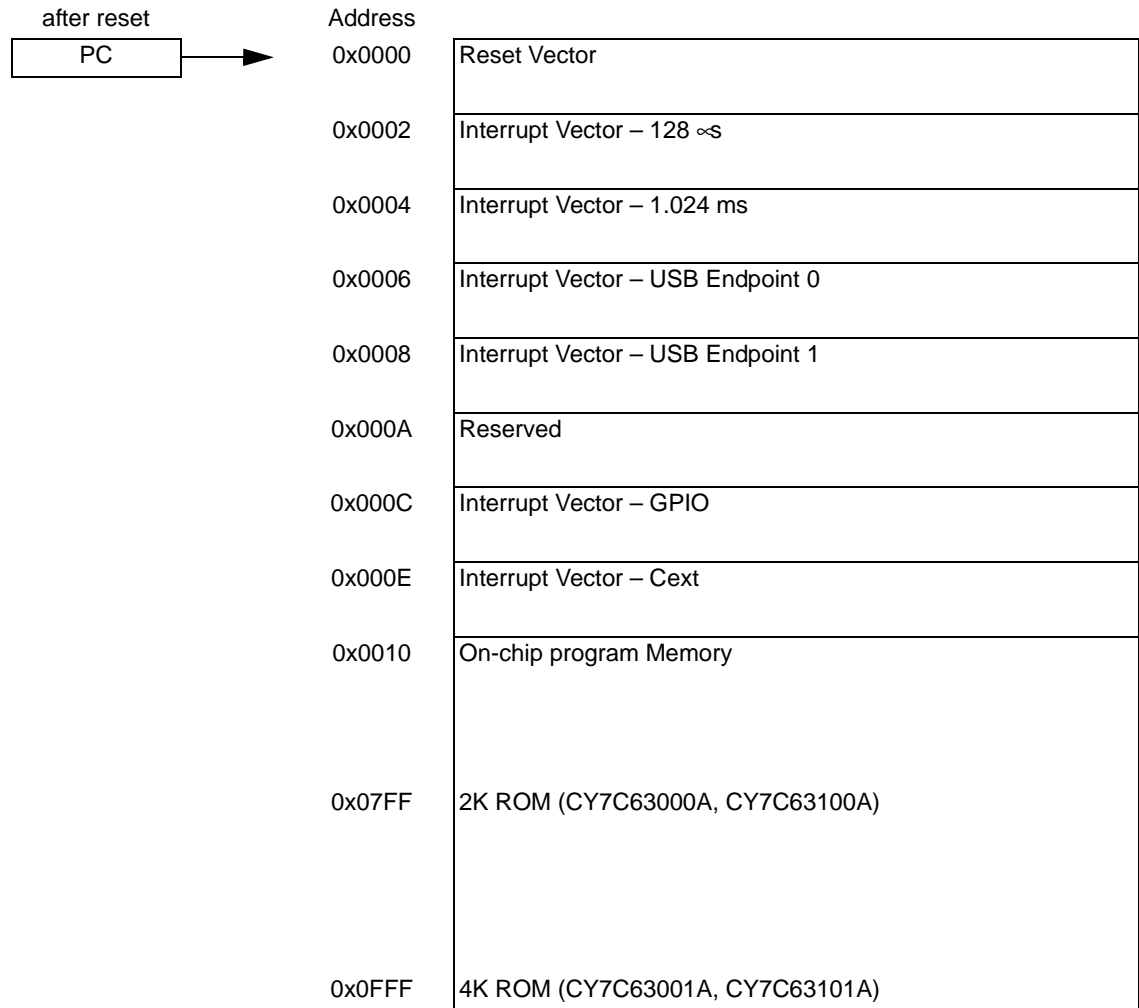 after reset Address
PC 0x0000 Reset Vector
0x0002 Interrupt Vector – 128 ∝s
0x0004 Interrupt Vector – 1.024 ms
0x0006 Interrupt Vector – USB Endpoint 0
0x0008 Interrupt Vector – USB Endpoint 1
0x000A Reserved
0x000C Interrupt Vector – GPIO
0x000E Interrupt Vector – Cext
0x0010 On-chip program Memory
0x07FF 2K ROM (CY7C63000A, CY7C63100A)
0x0FFF 4K ROM (CY7C63001A, CY7C63101A)